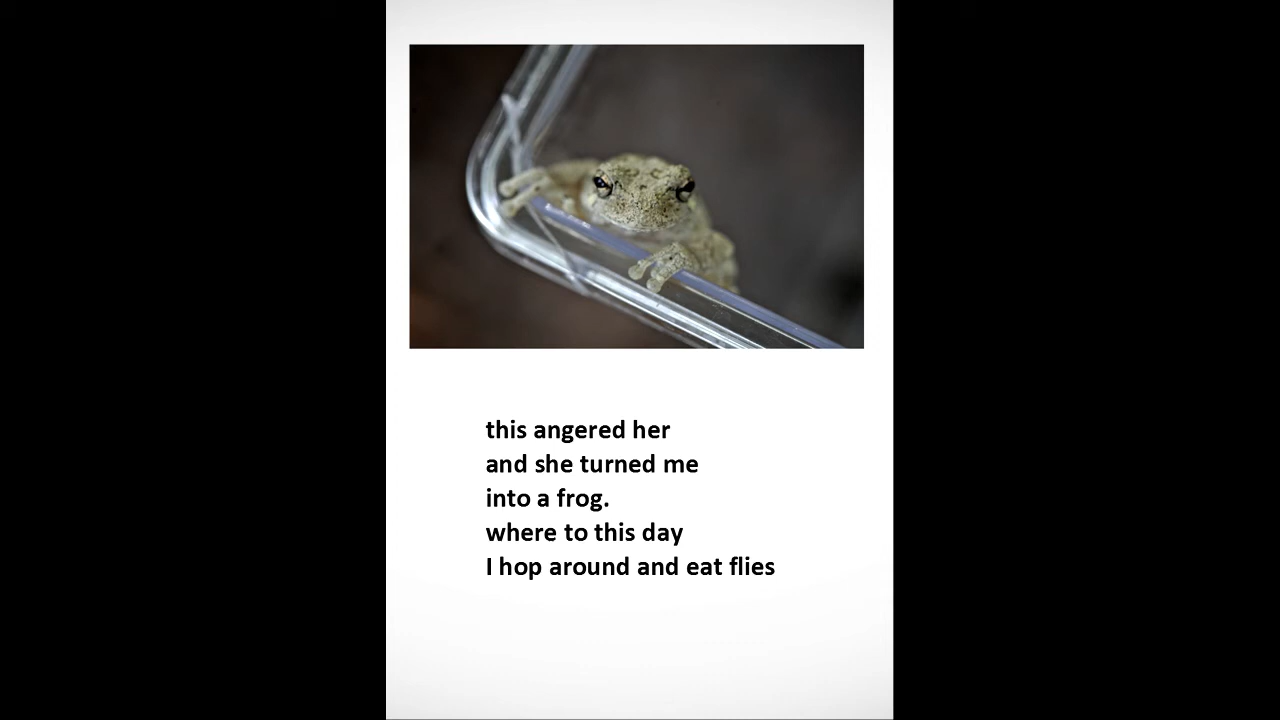 this angered her
and she turned me
into a frog.
where to this day
I hop around and eat flies